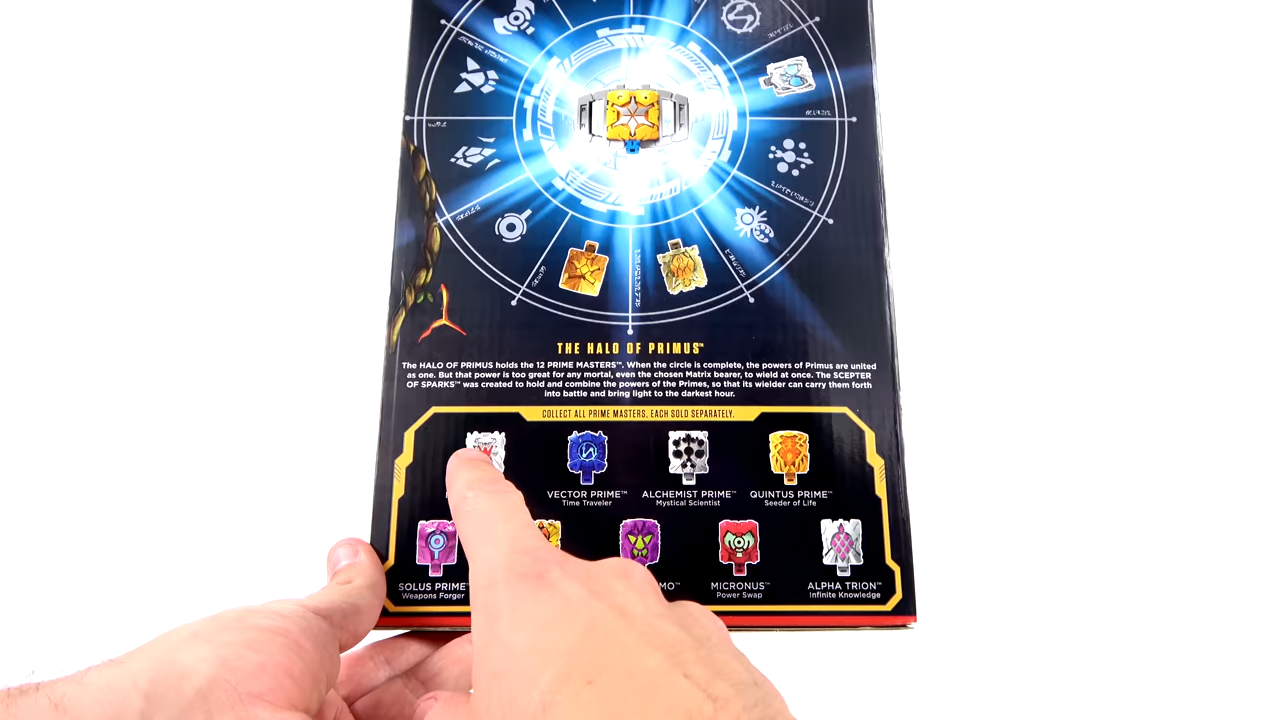 THE HALO OF PRIMUS™
The HALO OF PRIMUS holds the 12 PRIME MASTERS™. When the circle is complete, the powers of Primus are united
as one. But that power is too great for any mortal, even the chosen Matrix bearer, to wield at once. The SCEPTER
OF SPARKS™ was created to hold and combine the powers of the Primes, so that its wielder can carry them forth
into battle and bring light to the darkest hour.
COLLECT ALL PRIME MASTERS, EACH SOLD SEPARATELY.
VECTOR PRIME™ ALCHEMIST PRIME™ QUINTUS PRIME™
Time Traveler Mystical Scientist Seeder of Life
SOLUS PRIME™ MICRONUS™ ALPHA TRION™
Weapons Forger Power Swap Infinite Knowledge